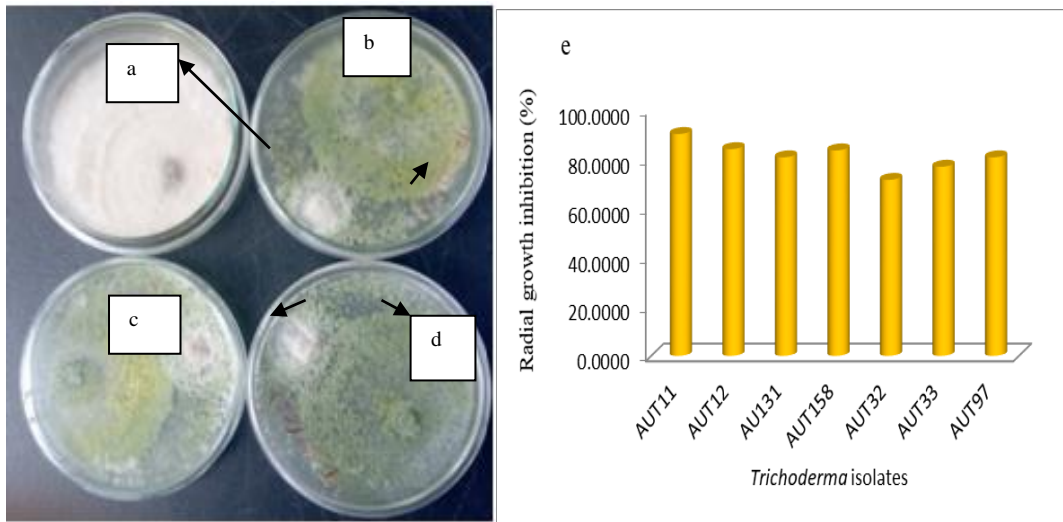 a
b
c
d
e
Radial growth inhibition (%)
100.0000
80.0000
60.0000
40.0000
20.0000
0.0000
AUT11
AUT12
AU131
AUT158
AUT32
AUT33
AUT97
Trichoderma isolates